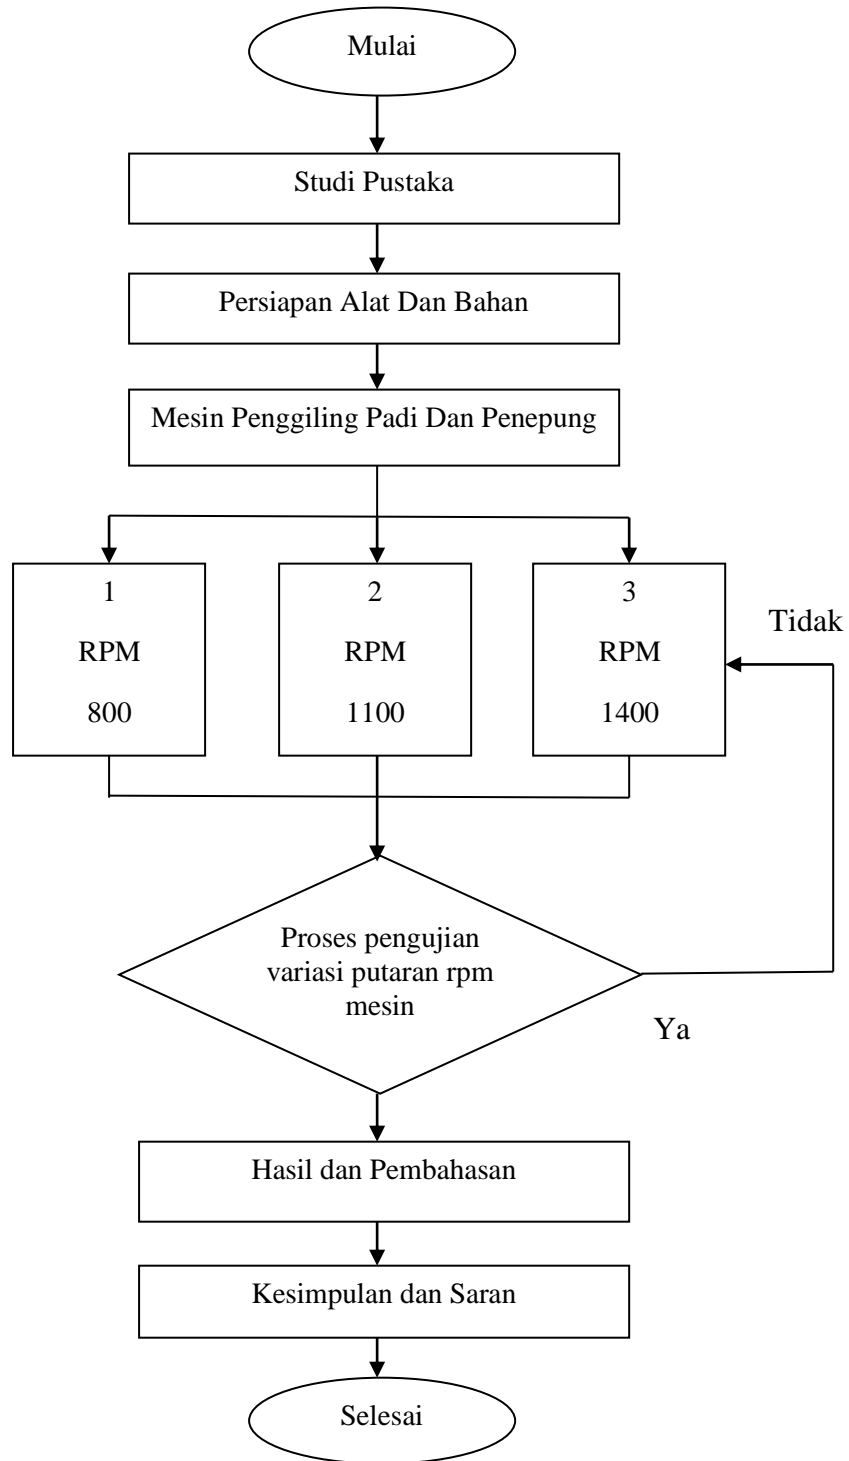 Mulai
Studi Pustaka
Persiapan Alat Dan Bahan
Mesin Penggiling Padi Dan Penepung
1
RPM
800
2
RPM
1100
3
RPM
1400
Tidak
Proses pengujian
variasi putaran rpm
mesin
Ya
Hasil dan Pembahasan
Kesimpulan dan Saran
Selesai